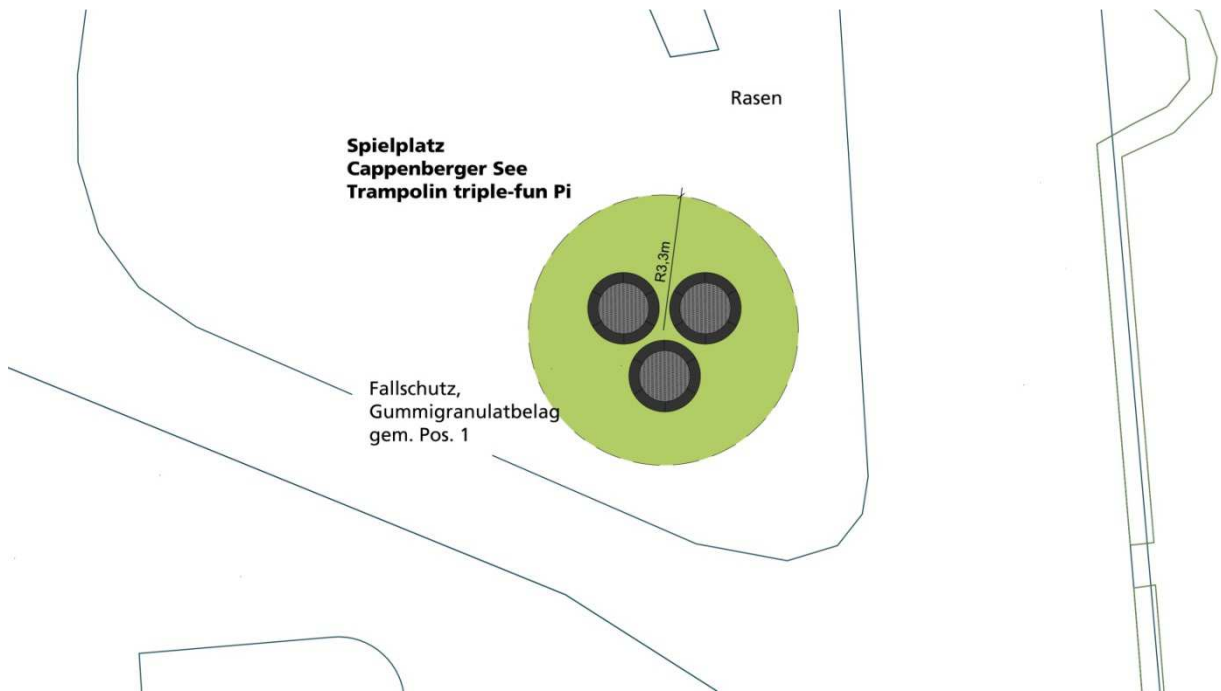 Rasen
Spielplatz
Cappenberger See
Trampolin triple-fun Pi
R3,3m
Fallschutz,
Gummigranulatbelag
gem. Pos. 1